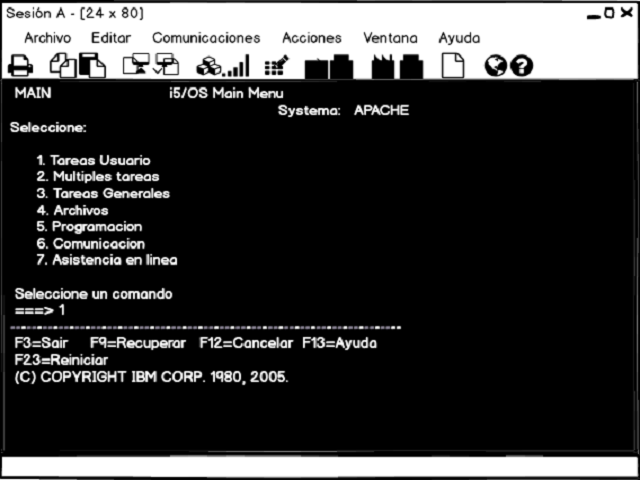 Sesión A - [24 x 80]
Archivo Editar Comunicaciones Acciones Ventana Ayuda
MAIN i5/OS Main Menu
Systema: APACHE
Seleccione:
1. Tareas Usuario
2. Multiples tareas
3. Tareas Generales
4. Archivos
5. Programacion
6. Comunicacion
7. Asistencia en linea
Seleccione un comando
===> 1
F3=Sair F9=Recuperar F12=Cancelar F13=Ayuda
F23=Reiniciar
(C) COPYRIGHT IBM CORP. 1980, 2005.